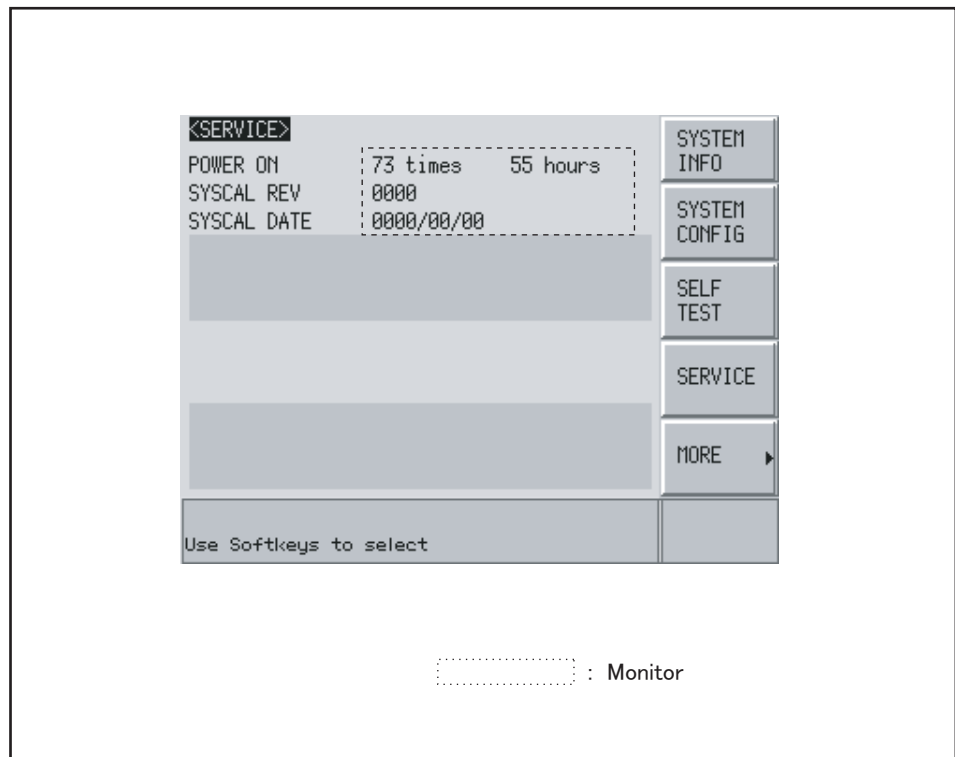 <SERVICE>
POWER ON 73 times 55 hours
SYSCAL REV 0000
SYSCAL DATE 0000/00/00
SYSTEM
INFO
SYSTEM
CONFIG
SELF
TEST
SERVICE
MORE
Use Softkeys to select
: Monitor